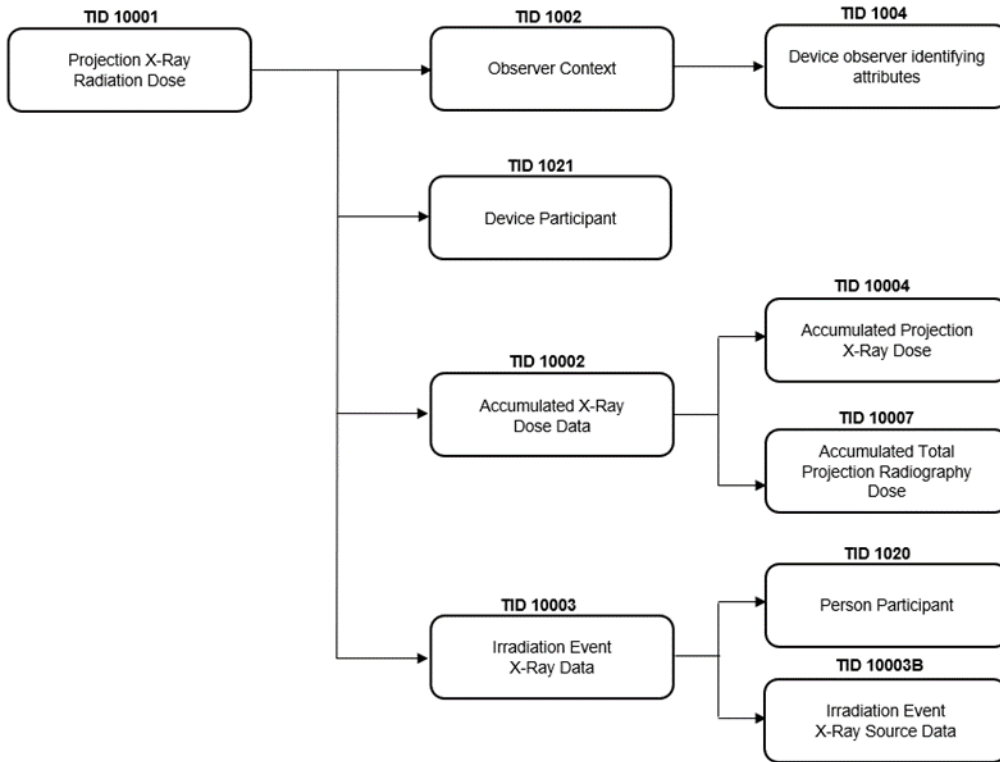 TID 10001
Projection X-Ray
Radiation Dose
TID 1002
Observer Context
TID 1004
Device observer identifying
attributes
TID 1021
Device Participant
TID 10002
Accumulated X-Ray
Dose Data
TID 10004
Accumulated Projection
X-Ray Dose
TID 10007
Accumulated Total
Projection Radiography
Dose
TID 10003
Irradiation Event
X-Ray Data
TID 1020
Person Participant
TID 10003B
Irradiation Event
X-Ray Source Data